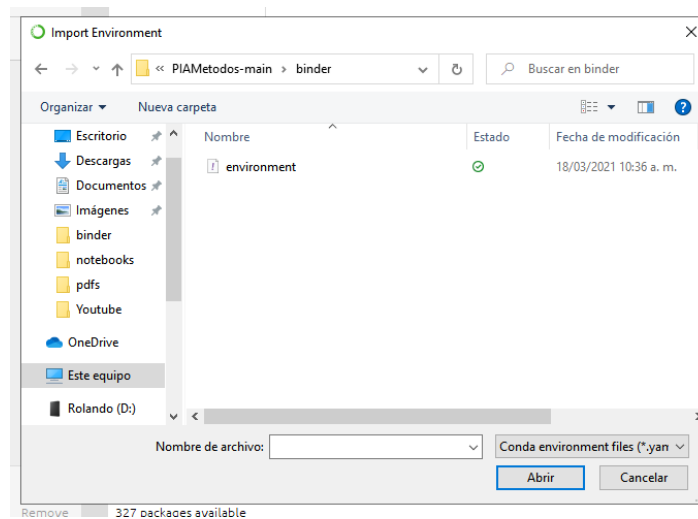 Import Environment
« PIAMetodos-main › binder
Buscar en binder
Organizar
Nueva carpeta
Nombre
Estado
Fecha de modificación
Escritorio
Descargas
Documentos
Imágenes
binder
notebooks
pdfs
Youtube
OneDrive
Este equipo
Rolando (D:)
environment
18/03/2021 10:36 a. m.
Nombre de archivo:
Conda environment files (*.yam
Abrir
Cancelar
Remove
327 packages available